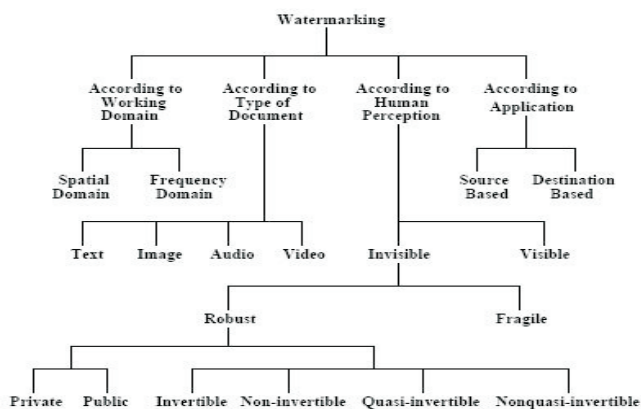 Watermarking
According to
Working
Domain
According to
Type of
Document
According to
Human
Perception
According to
Application
Spatial
Domain
Frequency
Domain
Source
Based
Destination
Based
Text
Image
Audio
Video
Invisible
Visible
Robust
Fragile
Private
Public
Invertible
Non-invertible
Quasi-invertible
Nonquasi-invertible